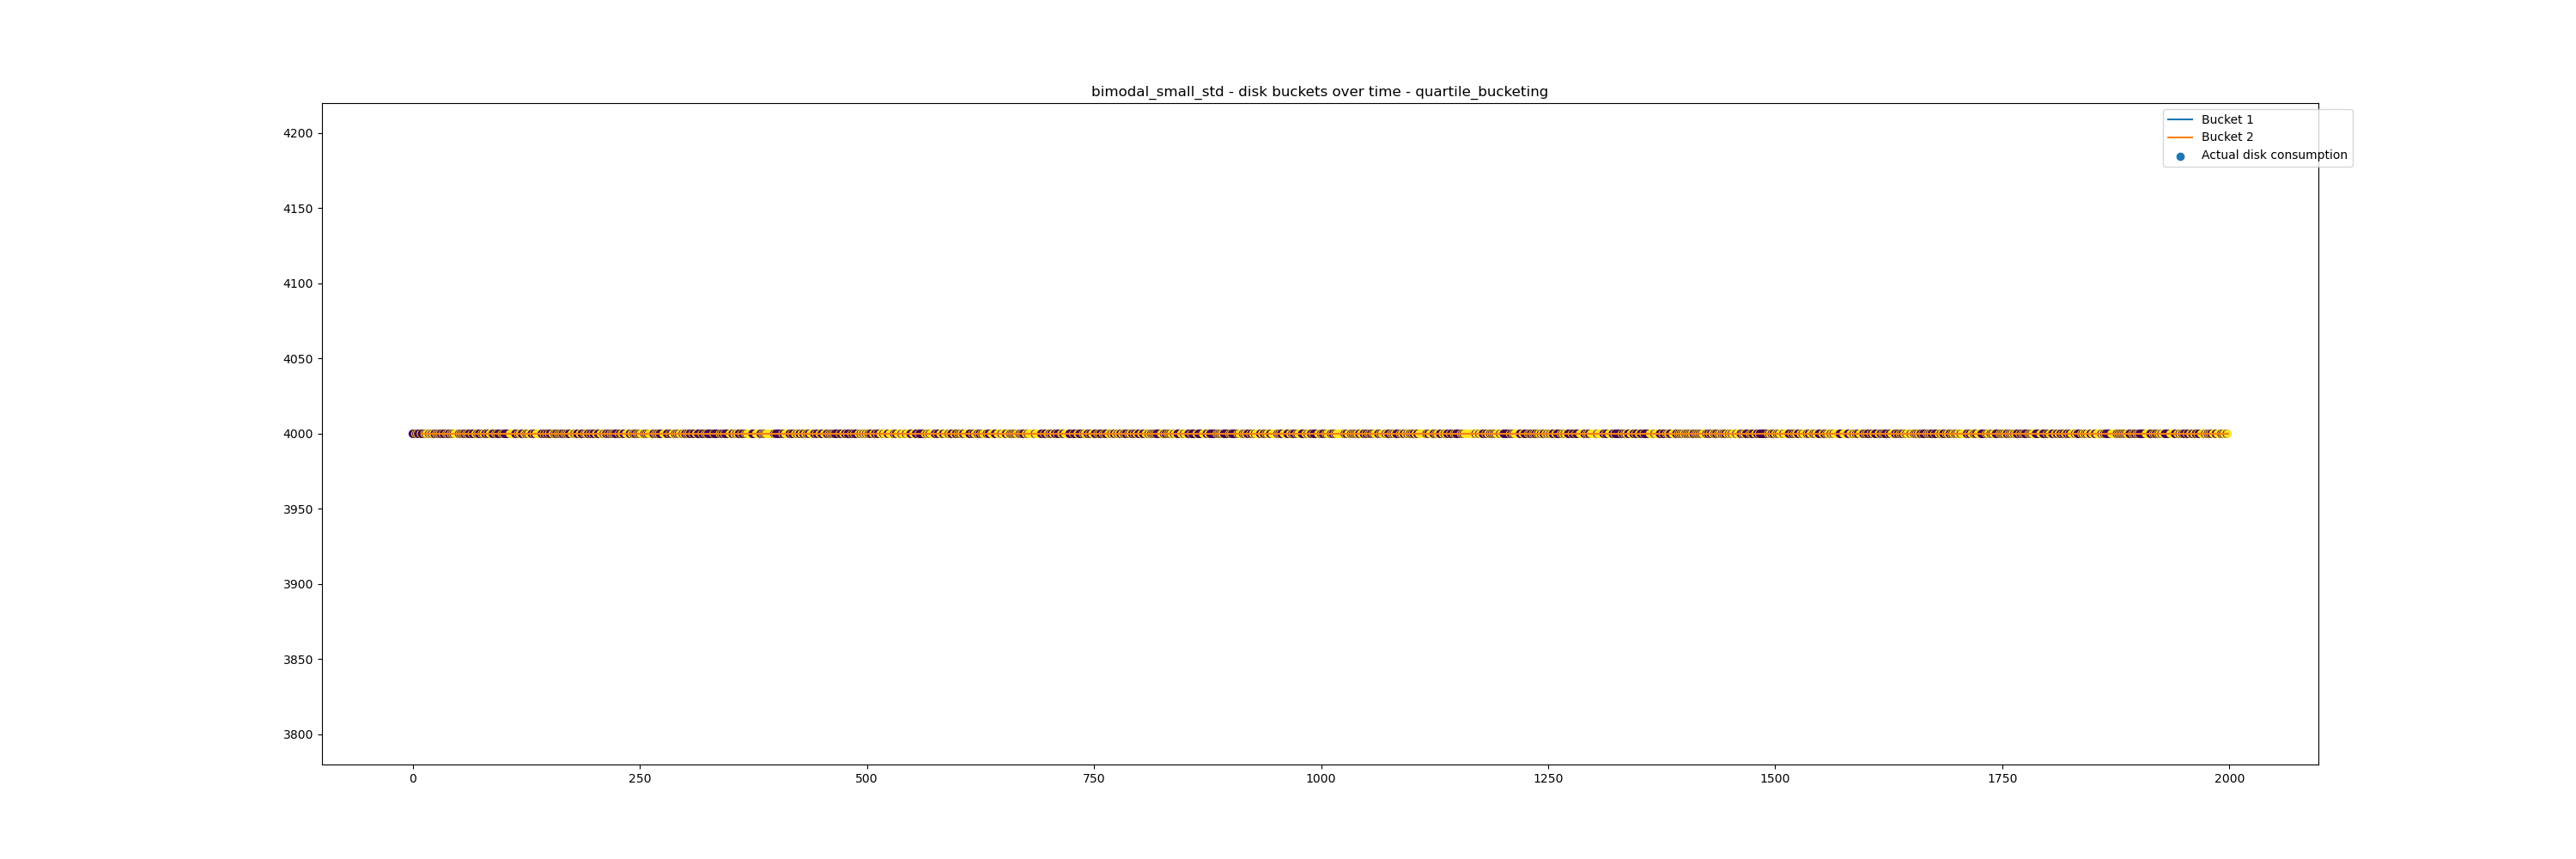 bimodal_small_std - disk buckets over time - quartile_bucketing
Bucket 1
Bucket 2
Actual disk consumption
4200
4150
4100
4050
4000
3950
3900
3850
3800
0 250 500 750 1000 1250 1500 1750 2000